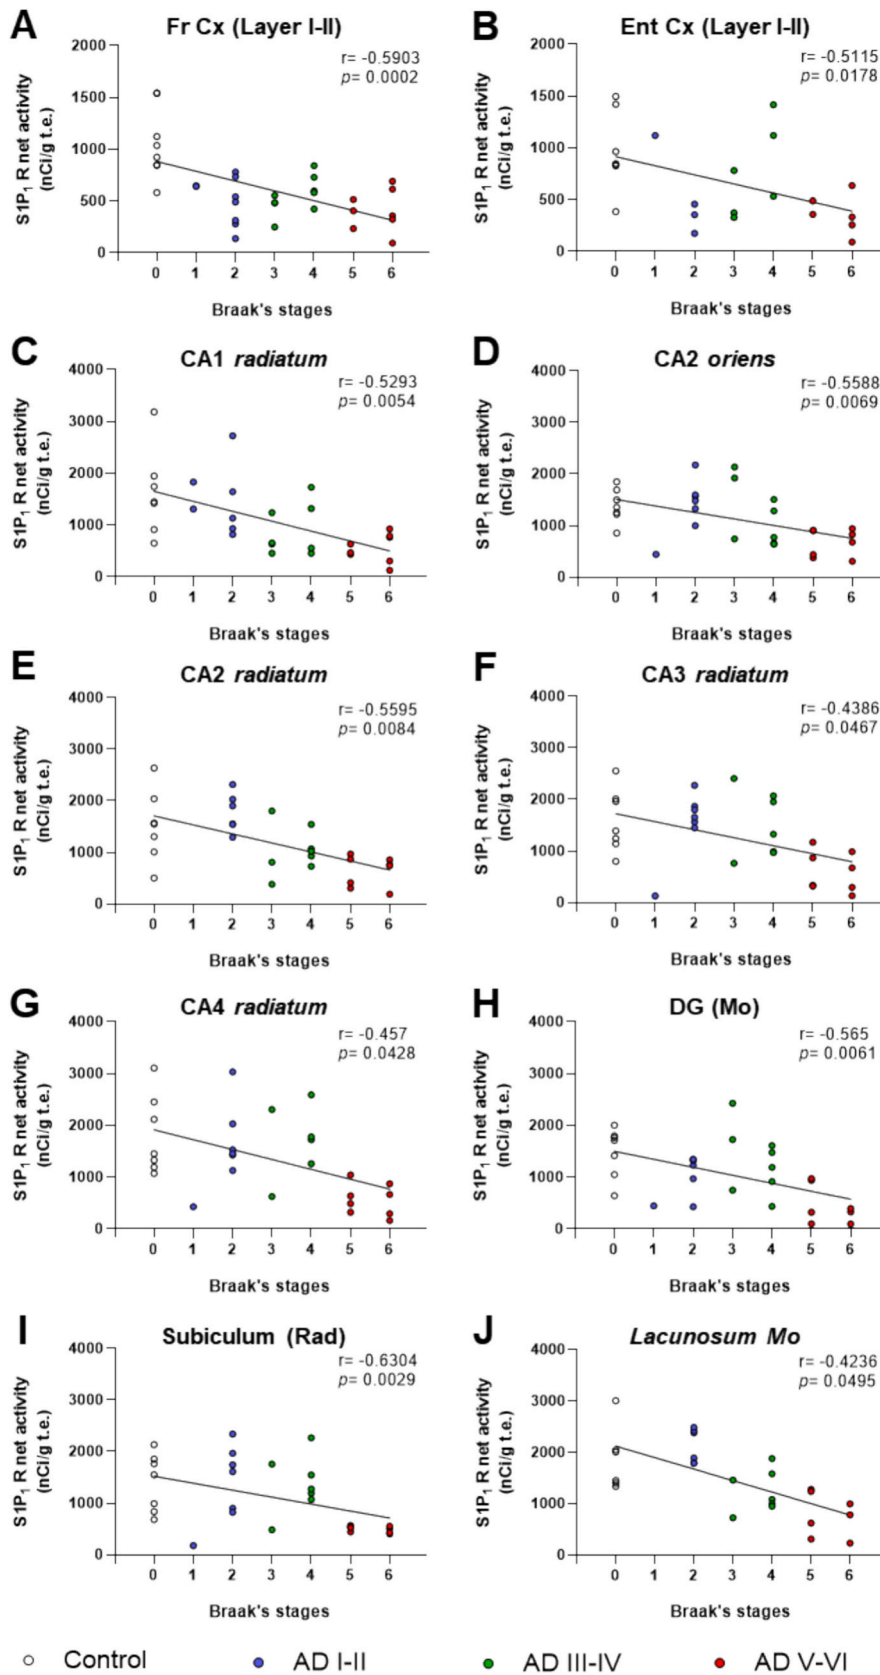 A
Fr Cx (Layer I-II)
r= -0.5903
p= 0.0002
S1P₁ R net activity
(nCi/g t.e.)
2000
1500
1000
500
0
0 1 2 3 4 5 6
Braak's stages
B
Ent Cx (Layer I-II)
r= -0.5115
p= 0.0178
S1P₁ R net activity
(nCi/g t.e.)
2000
1500
1000
500
0
0 1 2 3 4 5 6
Braak's stages
C
CA1 radiatum
r= -0.5293
p= 0.0054
S1P₁ R net activity
(nCi/g t.e.)
4000
3000
2000
1000
0
0 1 2 3 4 5 6
Braak's stages
D
CA2 oriens
r= -0.5588
p= 0.0069
S1P₁ R net activity
(nCi/g t.e.)
4000
3000
2000
1000
0
0 1 2 3 4 5 6
Braak's stages
E
CA2 radiatum
r= -0.5595
p= 0.0084
S1P₁ R net activity
(nCi/g t.e.)
4000
3000
2000
1000
0
0 1 2 3 4 5 6
Braak's stages
F
CA3 radiatum
r= -0.4386
p= 0.0467
S1P₁ R net activity
(nCi/g t.e.)
4000
3000
2000
1000
0
0 1 2 3 4 5 6
Braak's stages
G
CA4 radiatum
r= -0.457
p= 0.0428
S1P₁ R net activity
(nCi/g t.e.)
4000
3000
2000
1000
0
0 1 2 3 4 5 6
Braak's stages
H
DG (Mo)
r= -0.565
p= 0.0061
S1P₁ R net activity
(nCi/g t.e.)
4000
3000
2000
1000
0
0 1 2 3 4 5 6
Braak's stages
I
Subiculum (Rad)
r= -0.6304
p= 0.0029
S1P₁ R net activity
(nCi/g t.e.)
4000
3000
2000
1000
0
0 1 2 3 4 5 6
Braak's stages
J
Lacunosum Mo
r= -0.4236
p= 0.0495
S1P₁ R net activity
(nCi/g t.e.)
4000
3000
2000
1000
0
0 1 2 3 4 5 6
Braak's stages
Control AD I-II AD III-IV AD V-VI